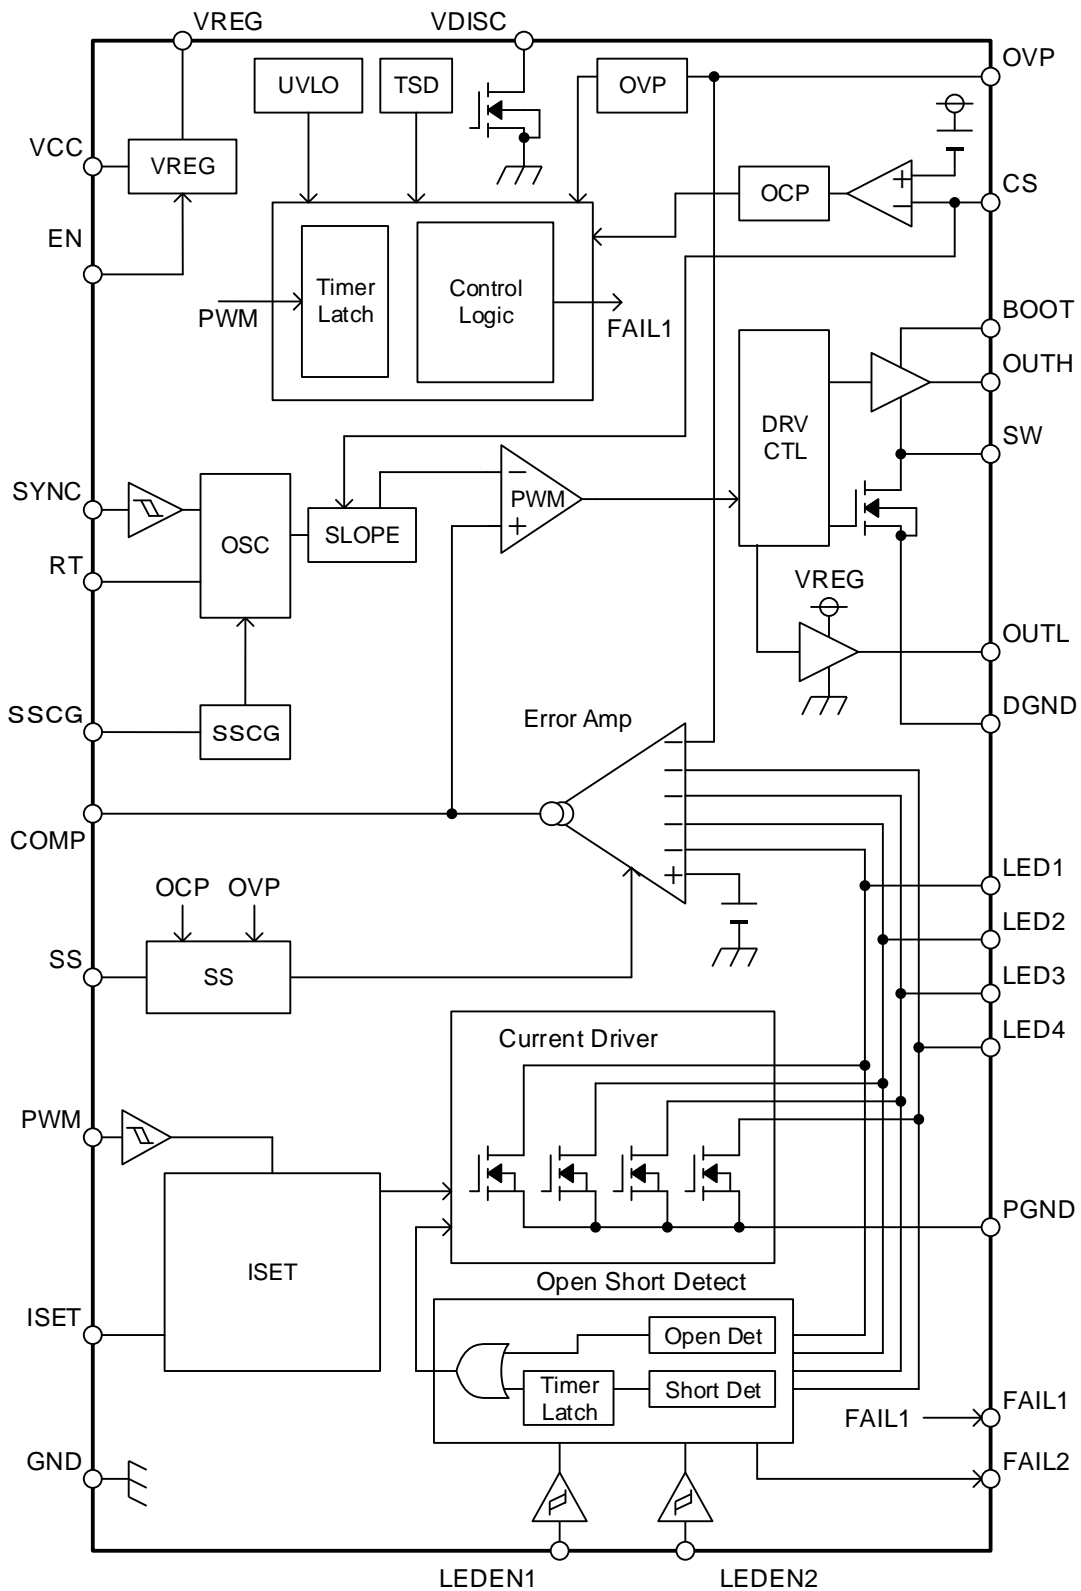 VREG
VDISC
OVP
UVLO
TSD
OVP
VCC
VREG
OCP
+
−
CS
EN
Timer
Latch
Control
Logic
PWM
FAIL1
BOOT
OUTH
DRV
CTL
SW
SYNC
OSC
SLOPE
−
PWM
+
RT
VREG
OUTL
SSCG
SSCG
Error Amp
DGND
−
−
−
−
−
+
COMP
LED1
OCP
OVP
LED2
SS
SS
LED3
LED4
Current Driver
PWM
PGND
ISET
Open Short Detect
ISET
Open Det
Timer
Latch
Short Det
FAIL1
FAIL1
GND
FAIL2
LEDEN1
LEDEN2